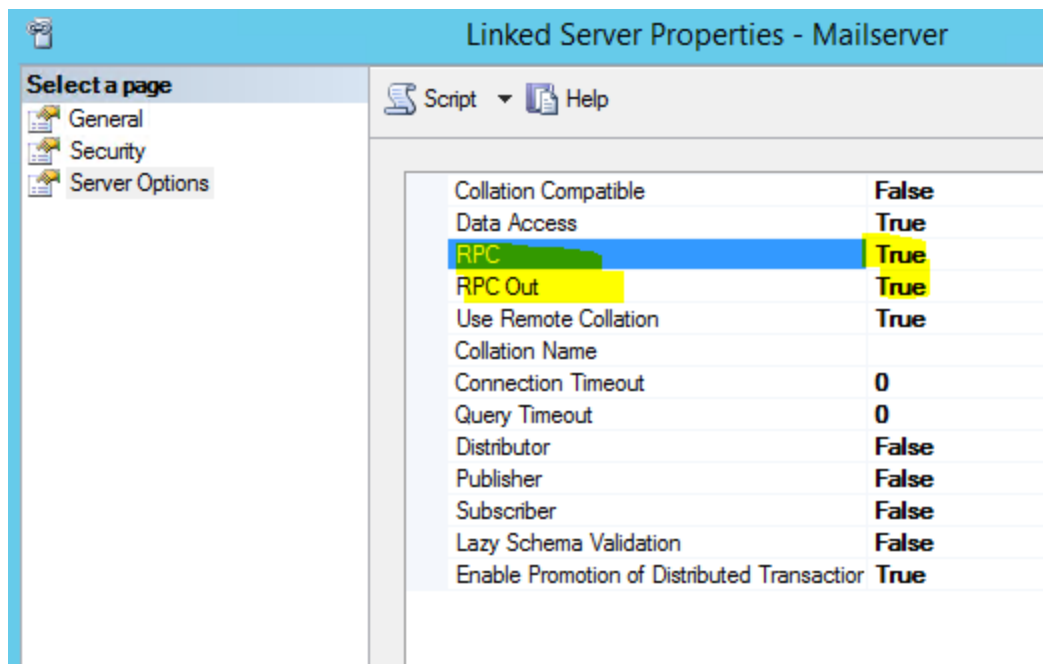 Linked Server Properties - Mailserver
Select a page
General
Security
Server Options
Script Help
Collation Compatible False
Data Access True
RPC True
RPC Out True
Use Remote Collation True
Collation Name
Connection Timeout 0
Query Timeout 0
Distributor False
Publisher False
Subscriber False
Lazy Schema Validation False
Enable Promotion of Distributed Transactior True